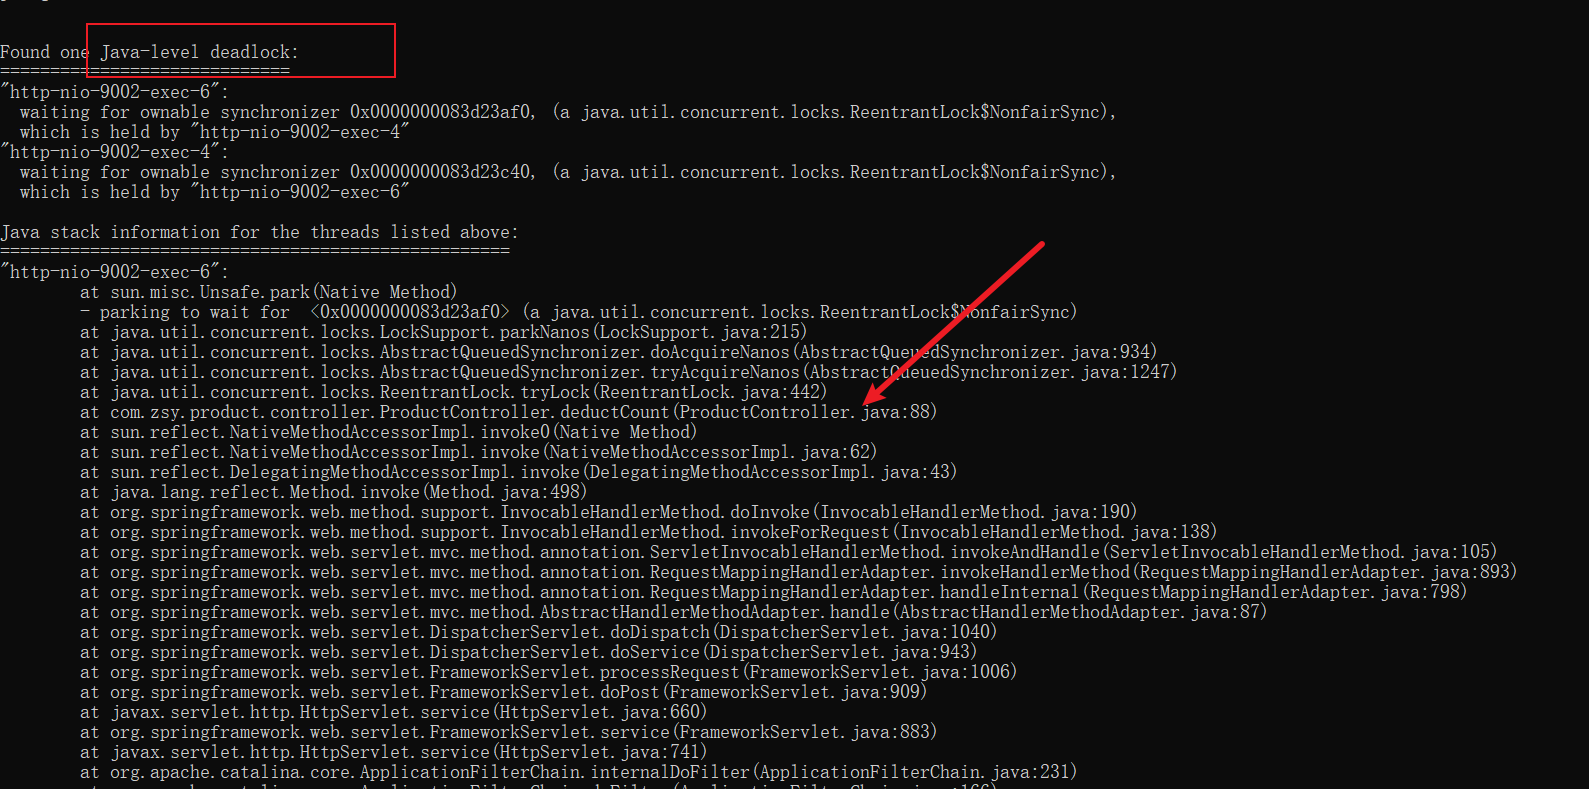 Found one Java-level deadlock:
=============================
"http-nio-9002-exec-6":
  waiting for ownable synchronizer 0x0000000083d23af0, (a java.util.concurrent.locks.ReentrantLock$NonfairSync),
  which is held by "http-nio-9002-exec-4"
"http-nio-9002-exec-4":
  waiting for ownable synchronizer 0x0000000083d23c40, (a java.util.concurrent.locks.ReentrantLock$NonfairSync),
  which is held by "http-nio-9002-exec-6"
Java stack information for the threads listed above:
===================================================
"http-nio-9002-exec-6":
        at sun.misc.Unsafe.park(Native Method)
        - parking to wait for  <0x0000000083d23af0> (a java.util.concurrent.locks.ReentrantLock$NonfairSync)
        at java.util.concurrent.locks.LockSupport.parkNanos(LockSupport.java:215)
        at java.util.concurrent.locks.AbstractQueuedSynchronizer.doAcquireNanos(AbstractQueuedSynchronizer.java:934)
        at java.util.concurrent.locks.AbstractQueuedSynchronizer.tryAcquireNanos(AbstractQueuedSynchronizer.java:1247)
        at java.util.concurrent.locks.ReentrantLock.tryLock(ReentrantLock.java:442)
        at com.zsy.product.controller.ProductController.deductCount(ProductController.java:88)
        at sun.reflect.NativeMethodAccessorImpl.invoke0(Native Method)
        at sun.reflect.NativeMethodAccessorImpl.invoke(NativeMethodAccessorImpl.java:62)
        at sun.reflect.DelegatingMethodAccessorImpl.invoke(DelegatingMethodAccessorImpl.java:43)
        at java.lang.reflect.Method.invoke(Method.java:498)
        at org.springframework.web.method.support.InvocableHandlerMethod.doInvoke(InvocableHandlerMethod.java:190)
        at org.springframework.web.method.support.InvocableHandlerMethod.invokeForRequest(InvocableHandlerMethod.java:138)
        at org.springframework.web.servlet.mvc.method.annotation.ServletInvocableHandlerMethod.invokeAndHandle(ServletInvocableHandlerMethod.java:105)
        at org.springframework.web.servlet.mvc.method.annotation.RequestMappingHandlerAdapter.invokeHandlerMethod(RequestMappingHandlerAdapter.java:893)
        at org.springframework.web.servlet.mvc.method.annotation.RequestMappingHandlerAdapter.handleInternal(RequestMappingHandlerAdapter.java:798)
        at org.springframework.web.servlet.mvc.method.AbstractHandlerMethodAdapter.handle(AbstractHandlerMethodAdapter.java:87)
        at org.springframework.web.servlet.DispatcherServlet.doDispatch(DispatcherServlet.java:1040)
        at org.springframework.web.servlet.DispatcherServlet.doService(DispatcherServlet.java:943)
        at org.springframework.web.servlet.FrameworkServlet.processRequest(FrameworkServlet.java:1006)
        at org.springframework.web.servlet.FrameworkServlet.doPost(FrameworkServlet.java:909)
        at javax.servlet.http.HttpServlet.service(HttpServlet.java:660)
        at org.springframework.web.servlet.FrameworkServlet.service(FrameworkServlet.java:883)
        at javax.servlet.http.HttpServlet.service(HttpServlet.java:741)
        at org.apache.catalina.core.ApplicationFilterChain.internalDoFilter(ApplicationFilterChain.java:231)